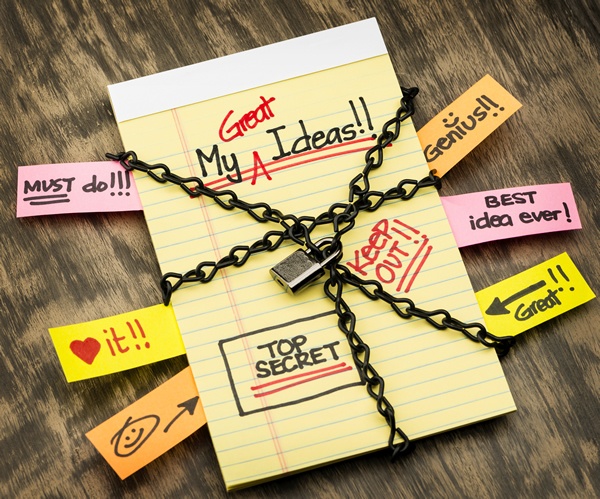 Great
My Ideas!!
GENiUS!!
MUST do!!!
BEST
idea ever!
KEEP
OUT!!
Great!!
it!!
TOP
SECRET